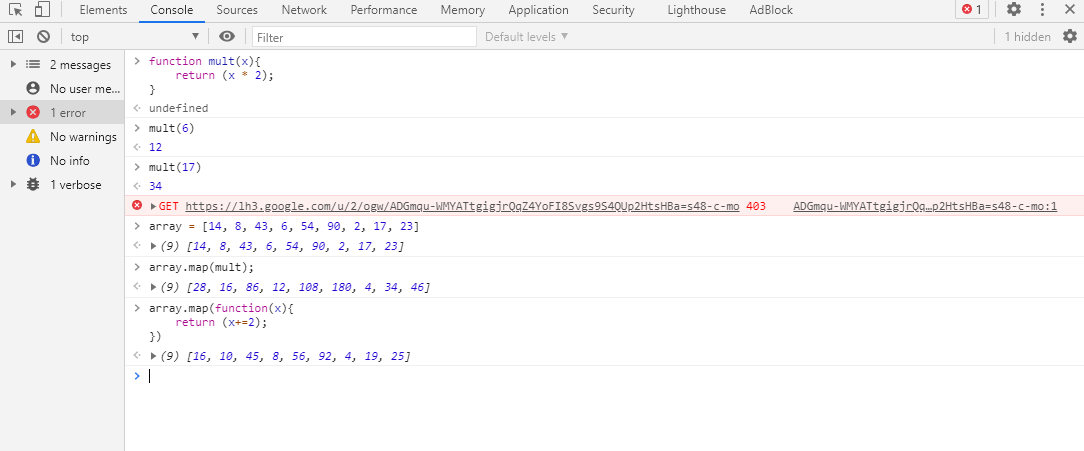 Elements Console Sources Network Performance Memory Application Security Lighthouse AdBlock 1
top Filter Default levels 1 hidden
2 messages
No user me...
1 error
No warnings
No info
1 verbose
function mult(x){
return (x * 2);
}
undefined
mult(6)
12
mult(17)
34
GET https://lh3.google.com/u/2/ogw/ADGmqu-WMYATtgigjrQqZ4YoFI8Svgs9S4QUp2HtsHBa=s48-c-mo 403 ADGmqu-WMYATtgigjrQq…p2HtsHBa=s48-c-mo:1
array = [14, 8, 43, 6, 54, 90, 2, 17, 23]
(9) [14, 8, 43, 6, 54, 90, 2, 17, 23]
array.map(mult);
(9) [28, 16, 86, 12, 108, 180, 4, 34, 46]
array.map(function(x){
return (x+=2);
})
(9) [16, 10, 45, 8, 56, 92, 4, 19, 25]